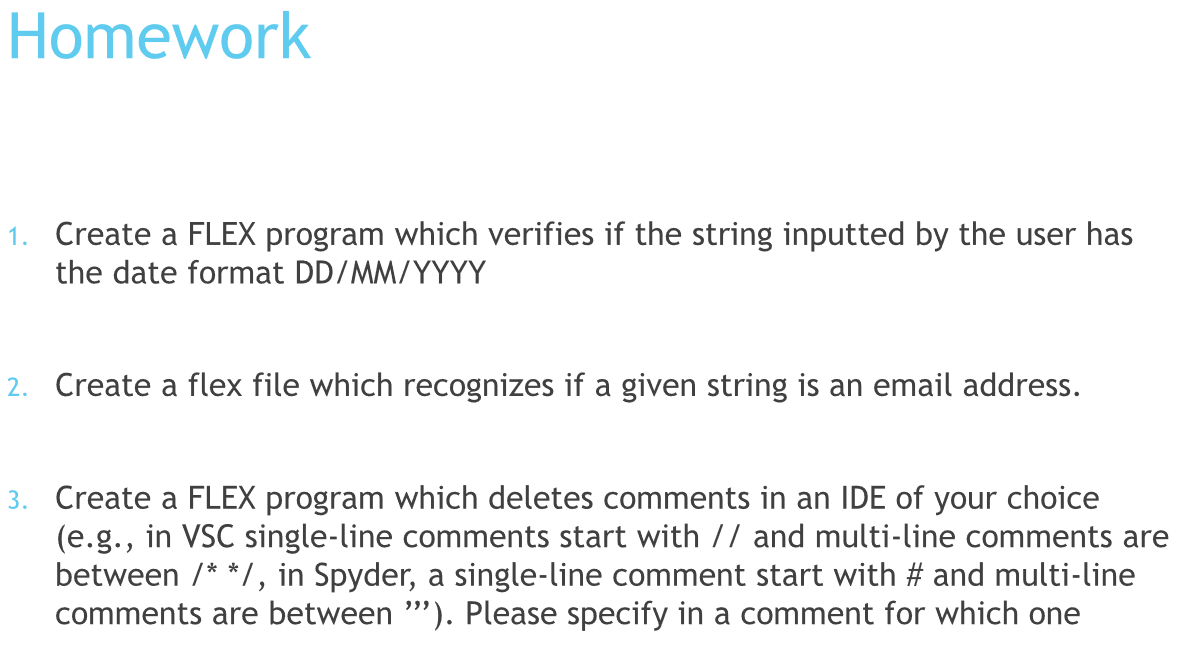 Homework
1. Create a FLEX program which verifies if the string inputted by the user has
the date format DD/MM/YYYY
2. Create a flex file which recognizes if a given string is an email address.
3. Create a FLEX program which deletes comments in an IDE of your choice
(e.g., in VSC single-line comments start with // and multi-line comments are
between /* */, in Spyder, a single-line comment start with # and multi-line
comments are between ’’’). Please specify in a comment for which one